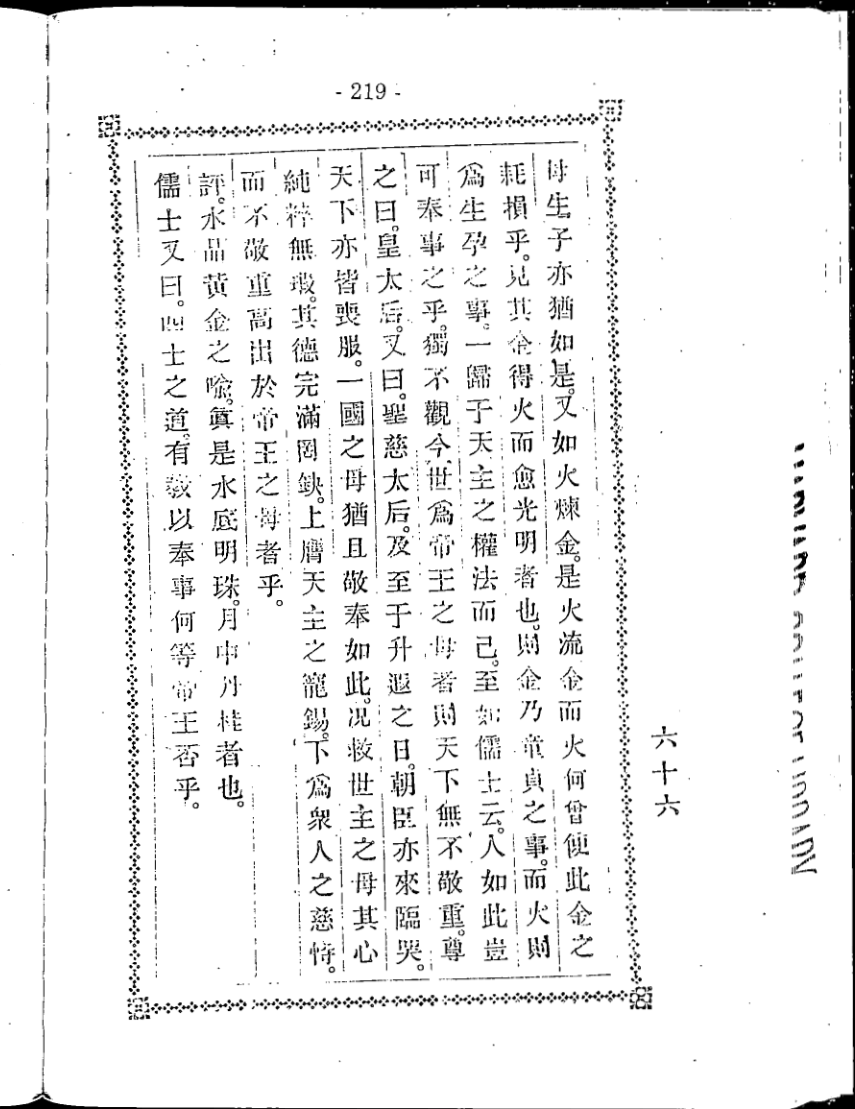 - 219 -
六十六
母生子亦猶如是。又如火煉金。是火流金而火何曾使此金之
耗損乎。見其金得火而愈光明者也。則金乃童貞之事。而火則
爲生孕之事。一歸于天主之權法而已。至如儒士云。人如此豈
可奉事之乎。獨不觀今世爲帝王之母者則天下無不敬重。尊
之曰。皇太后。又曰。聖慈太后。及至于升遐之日。朝臣亦來臨哭。
天下亦皆喪服。一國之母猶且敬奉如此。况救世主之母其心
純粹無瑕。其德完滿罔缺。上膺天主之寵錫。下爲衆人之慈恃。
而不敬重高出於帝王之母者乎。
評。水晶黃金之喩。眞是水底明珠。月中丹桂者也。
儒士又曰。四士之道。有敎以奉事何等帝王否乎。